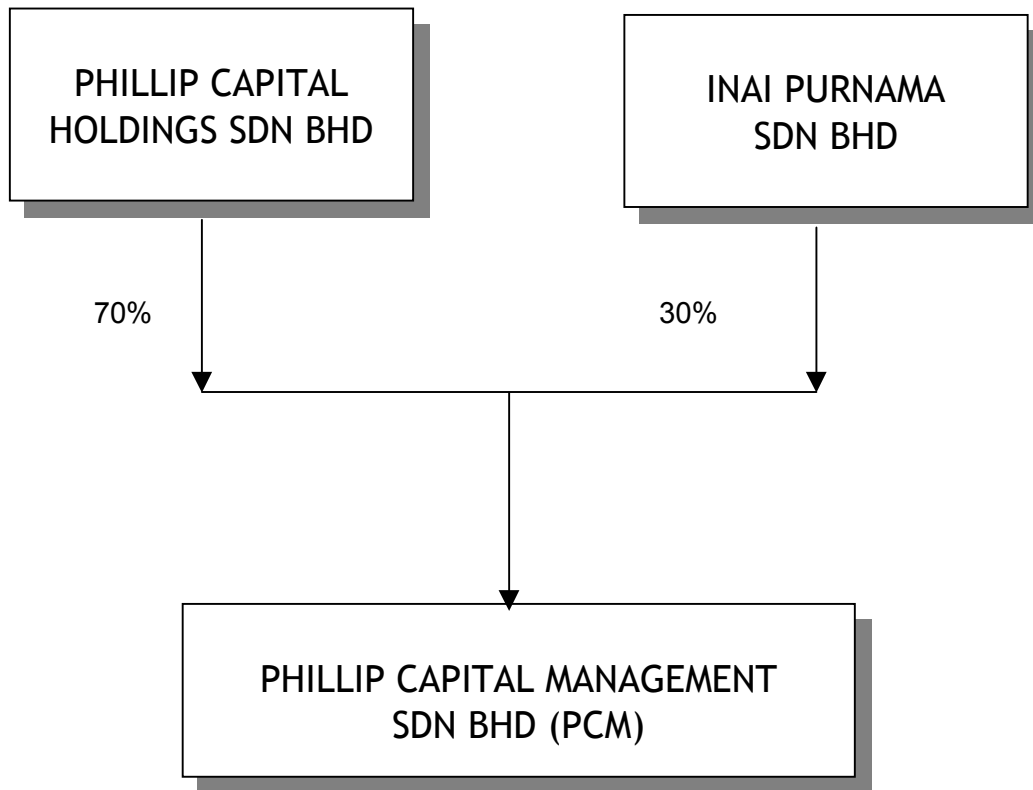 PHILLIP CAPITAL
HOLDINGS SDN BHD
INAI PURNAMA
SDN BHD
70%
30%
PHILLIP CAPITAL MANAGEMENT
SDN BHD (PCM)